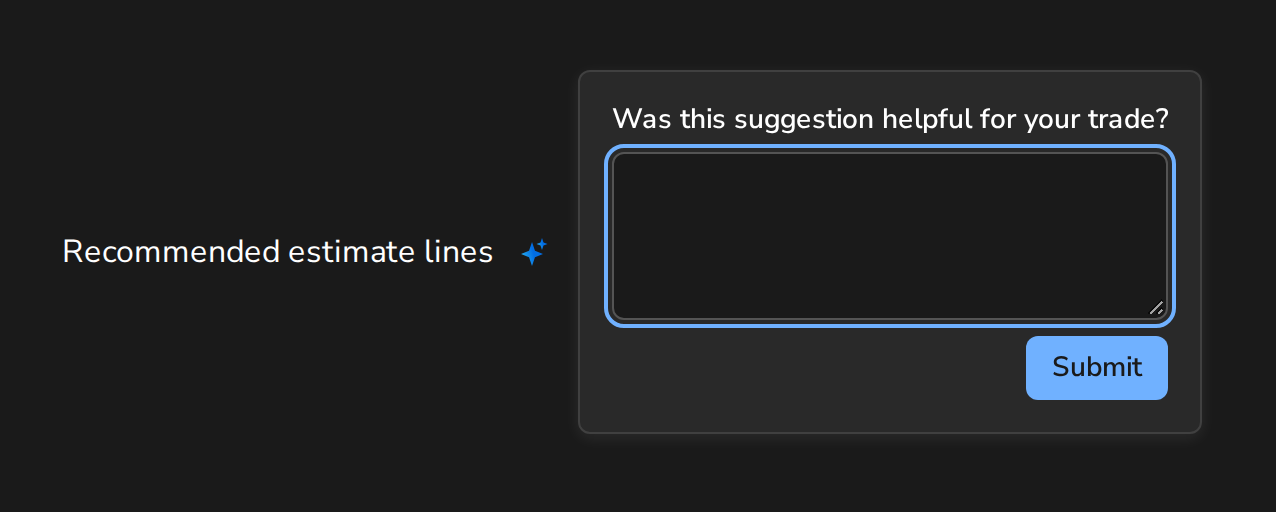 Was this suggestion helpful for your trade?
Recommended estimate lines
Submit